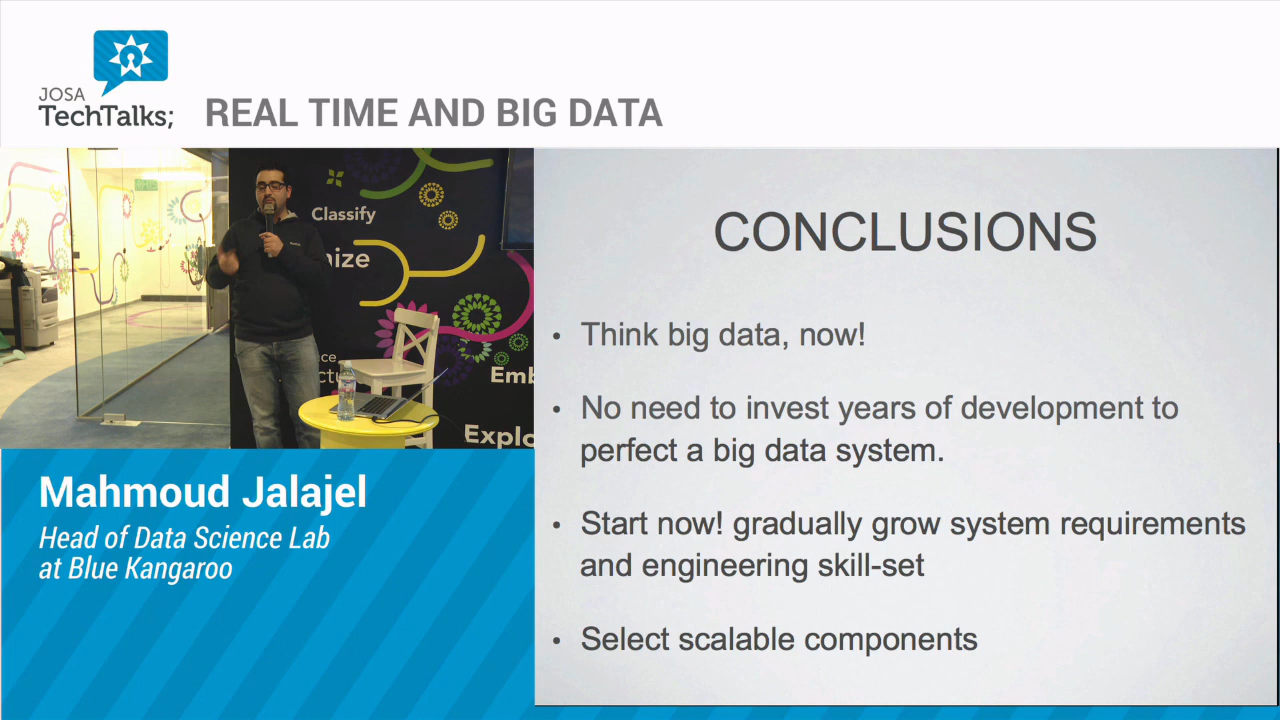 JOSA
TechTalks;
REAL TIME AND BIG DATA
Classify
nize
nce
Emb
Explo
Mahmoud Jalajel
Head of Data Science Lab
at Blue Kangaroo
CONCLUSIONS
• Think big data, now!
• No need to invest years of development to
perfect a big data system.
• Start now! gradually grow system requirements
and engineering skill-set
• Select scalable components